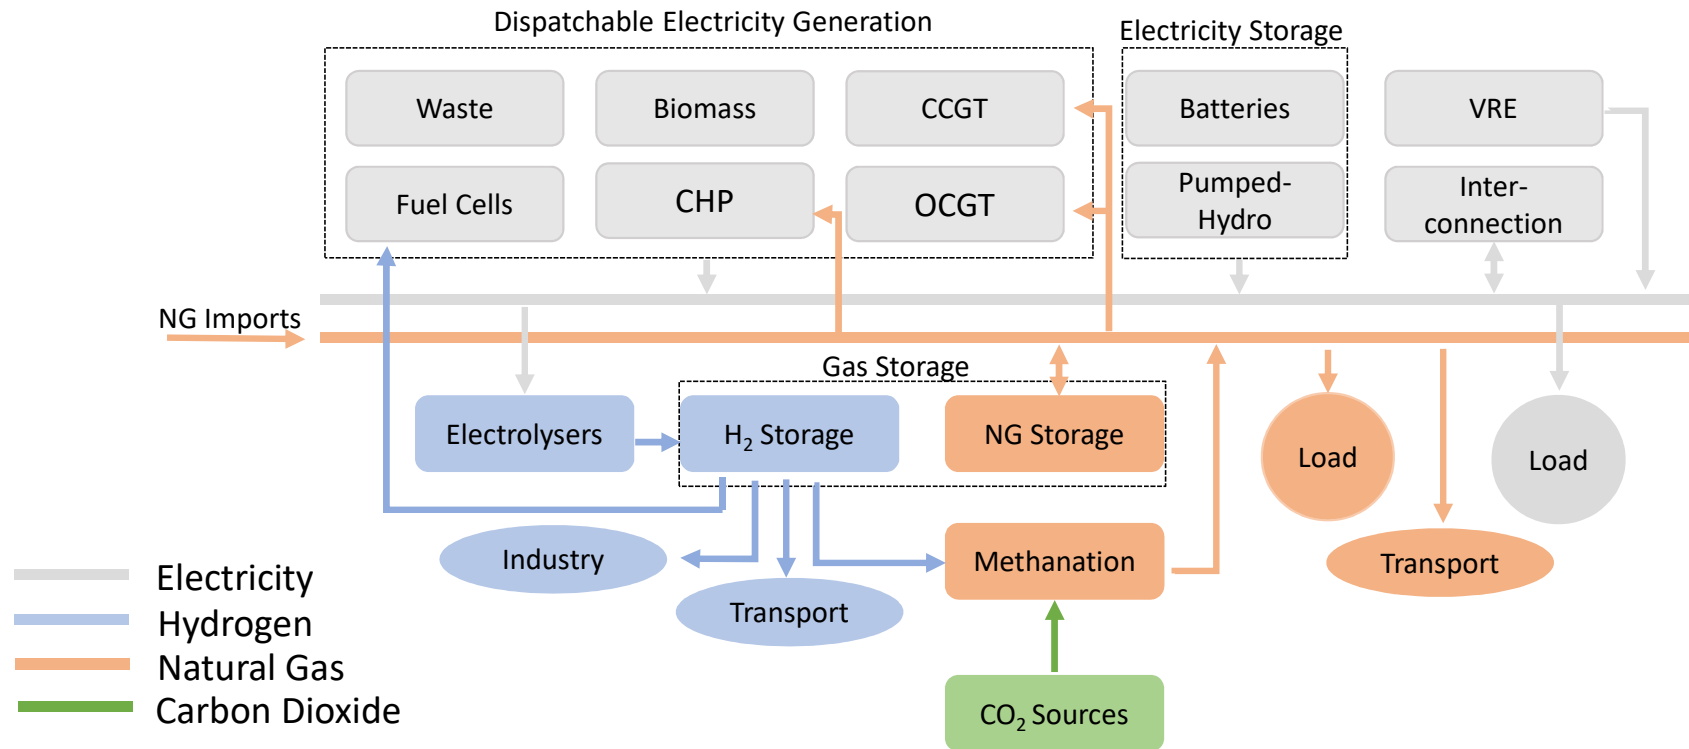 Dispatchable Electricity Generation
Electricity Storage
Waste
Biomass
CCGT
Batteries
VRE
Fuel Cells
CHP
OCGT
Pumped-
Hydro
Inter-
connection
NG Imports
Gas Storage
Electrolysers
H₂ Storage
NG Storage
Load
Load
Industry
Methanation
Transport
Transport
Electricity
Hydrogen
Natural Gas
Carbon Dioxide
CO₂ Sources